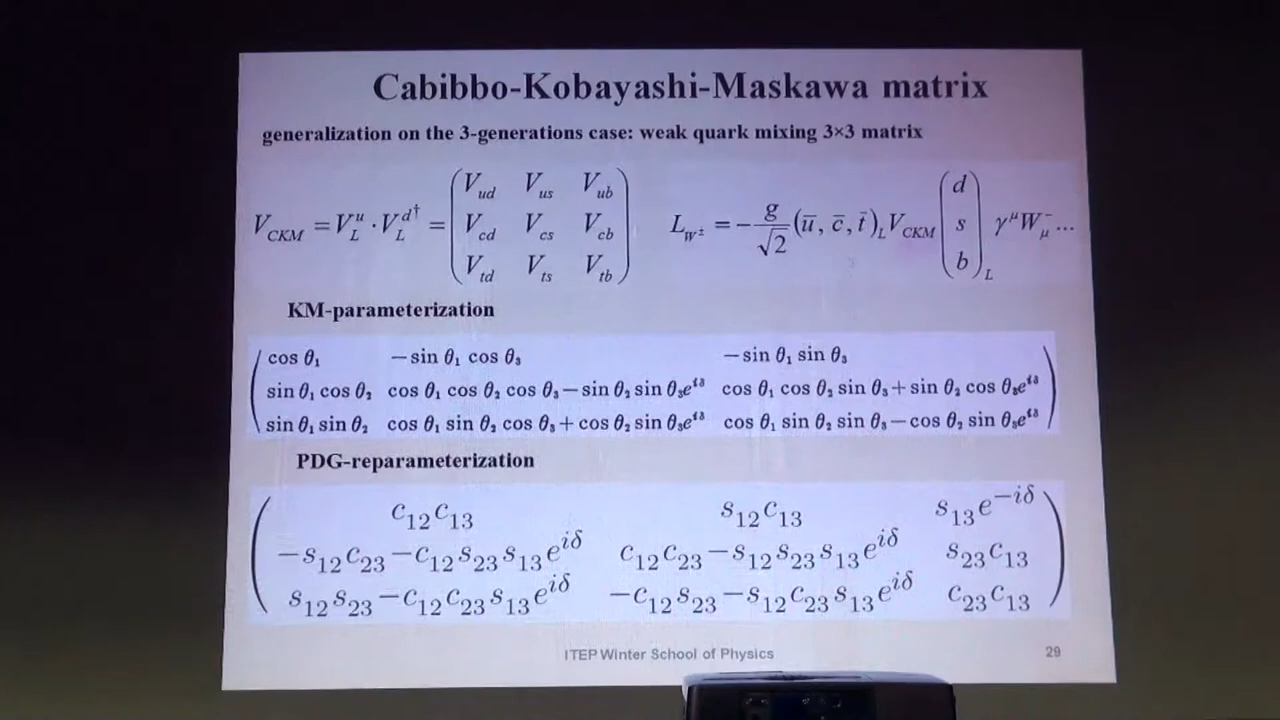 Cabibbo-Kobayashi-Maskawa matrix
generalization on the 3-generations case: weak quark mixing 3×3 matrix
V_CKM = V_L^u · V_L^d† = ( V_ud V_us V_ub
V_cd V_cs V_cb
V_td V_ts V_tb )
L_W± = − g/√2 (ū, c̄, t̄)_L V_CKM ( d s b )_L γ^μ W_μ^− ...
KM-parameterization
cos θ₁ −sin θ₁ cos θ₃ −sin θ₁ sin θ₃
sin θ₁ cos θ₂ cos θ₁ cos θ₂ cos θ₃ − sin θ₂ sin θ₃e^iδ cos θ₁ cos θ₂ sin θ₃ + sin θ₂ cos θ₃e^iδ
sin θ₁ sin θ₂ cos θ₁ sin θ₂ cos θ₃ + cos θ₂ sin θ₃e^iδ cos θ₁ sin θ₂ sin θ₃ − cos θ₂ sin θ₃e^iδ
PDG-reparameterization
c₁₂c₁₃ s₁₂c₁₃ s₁₃e^−iδ
−s₁₂c₂₃ − c₁₂s₂₃s₁₃e^iδ c₁₂c₂₃ − s₁₂s₂₃s₁₃e^iδ s₂₃c₁₃
s₁₂s₂₃ − c₁₂c₂₃s₁₃e^iδ −c₁₂s₂₃ − s₁₂c₂₃s₁₃e^iδ c₂₃c₁₃
ITEP Winter School of Physics
29